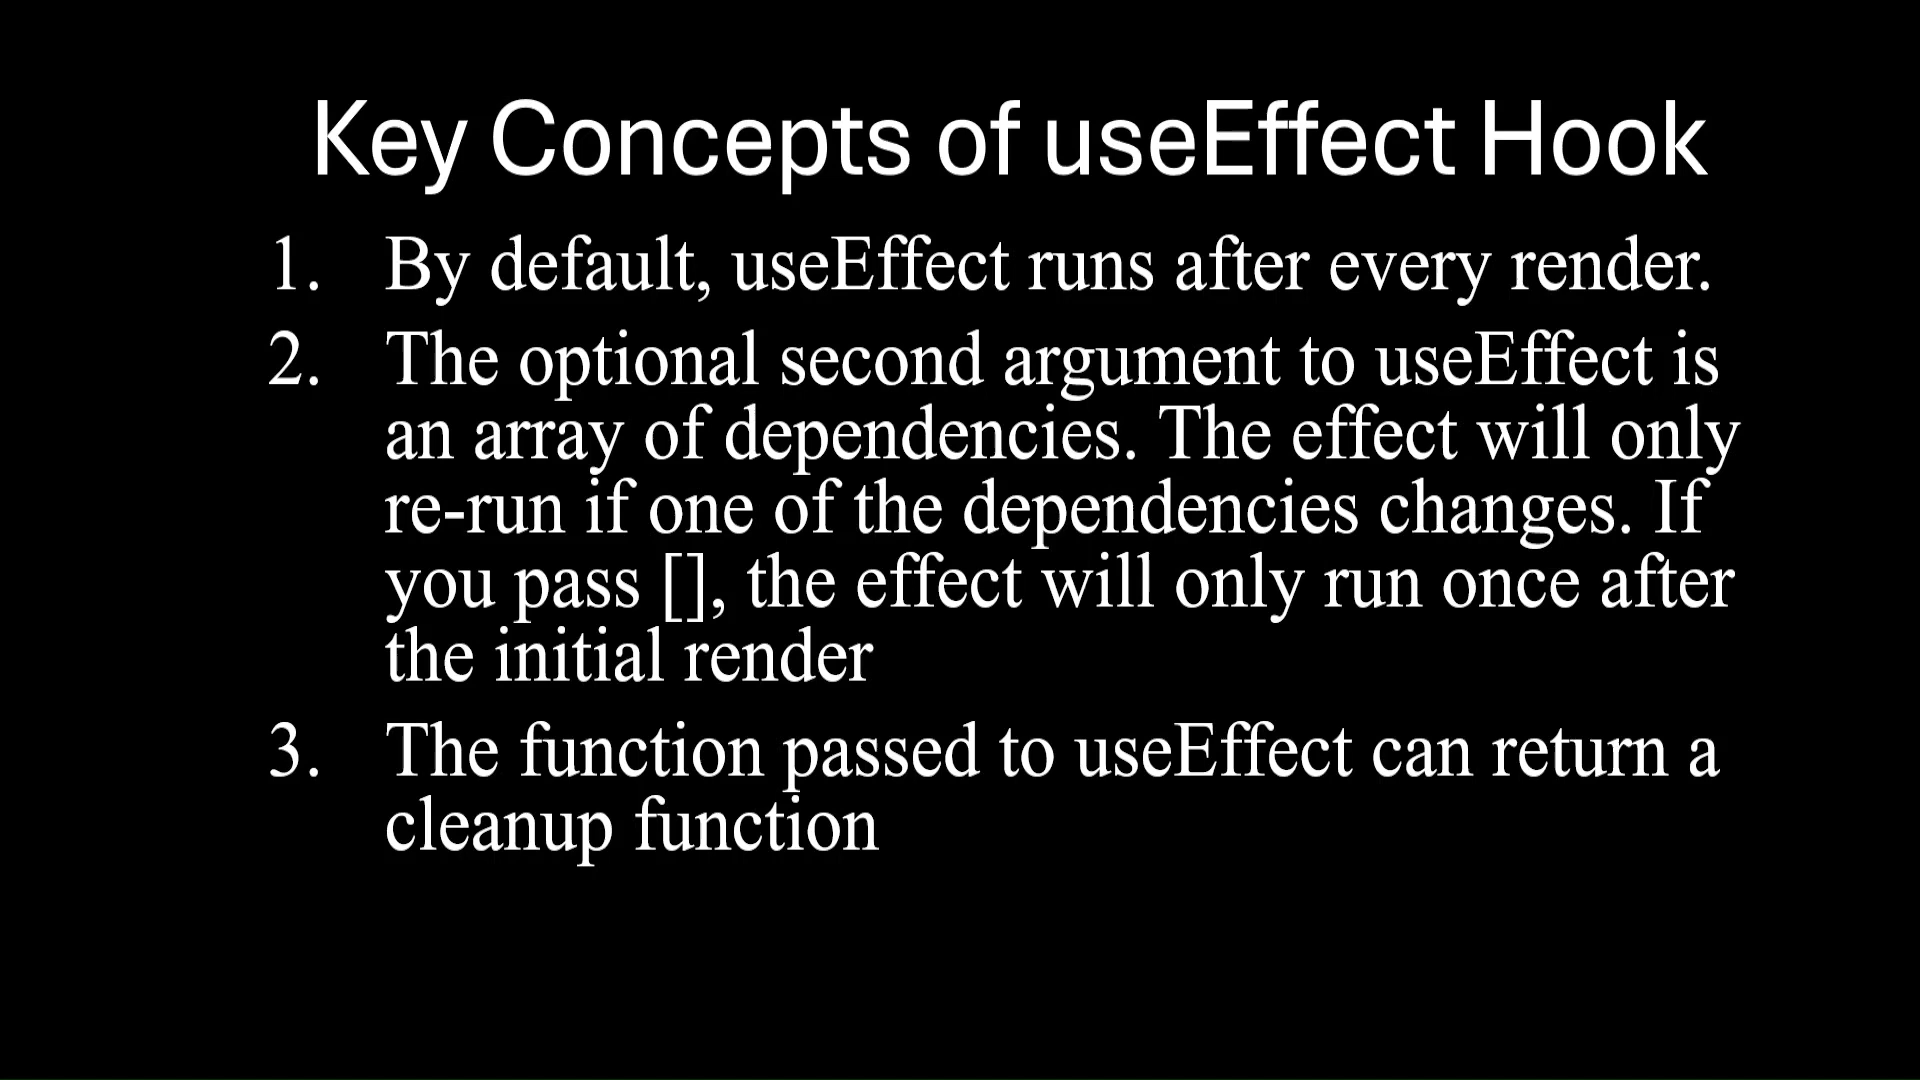 Key Concepts of useEffect Hook
1. By default, useEffect runs after every render.
2. The optional second argument to useEffect is
an array of dependencies. The effect will only
re-run if one of the dependencies changes. If
you pass [], the effect will only run once after
the initial render
3. The function passed to useEffect can return a
cleanup function